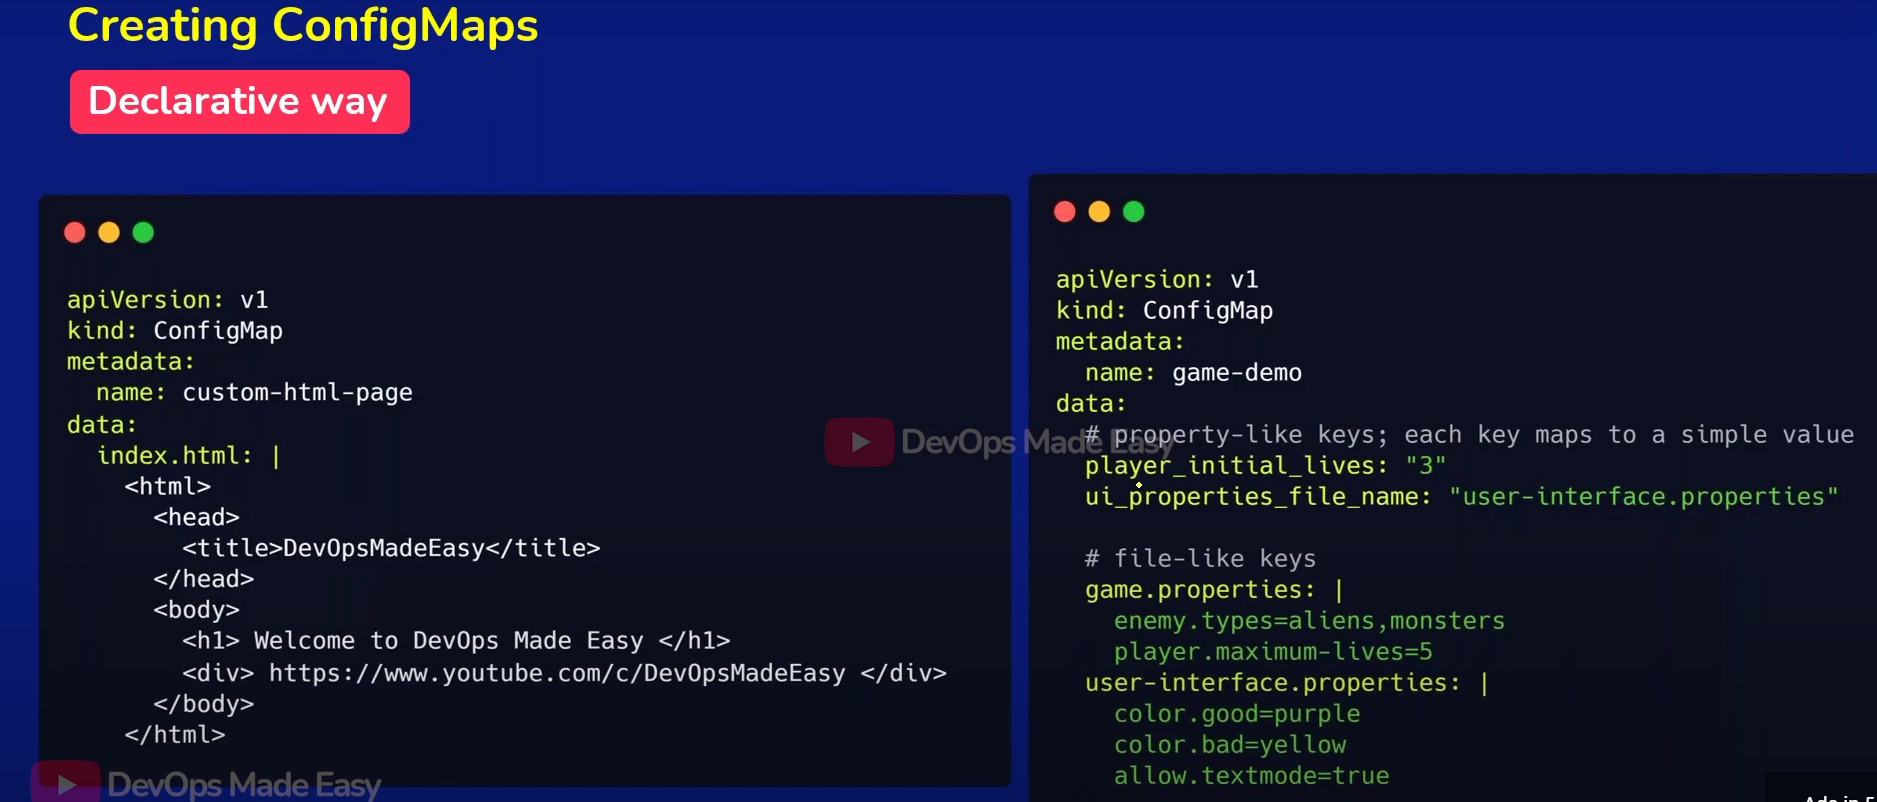 Creating ConfigMaps
Declarative way
apiVersion: v1
kind: ConfigMap
metadata:
  name: custom-html-page
data:
  index.html: |
    <html>
      <head>
        <title>DevOpsMadeEasy</title>
      </head>
      <body>
        <h1> Welcome to DevOps Made Easy </h1>
        <div> https://www.youtube.com/c/DevOpsMadeEasy </div>
      </body>
    </html>
DevOps Made Easy
apiVersion: v1
kind: ConfigMap
metadata:
  name: game-demo
data:
  # property-like keys; each key maps to a simple value
  player_initial_lives: "3"
  ui_properties_file_name: "user-interface.properties"
  # file-like keys
  game.properties: |
    enemy.types=aliens,monsters
    player.maximum-lives=5
  user-interface.properties: |
    color.good=purple
    color.bad=yellow
    allow.textmode=true
DevOps Made Easy